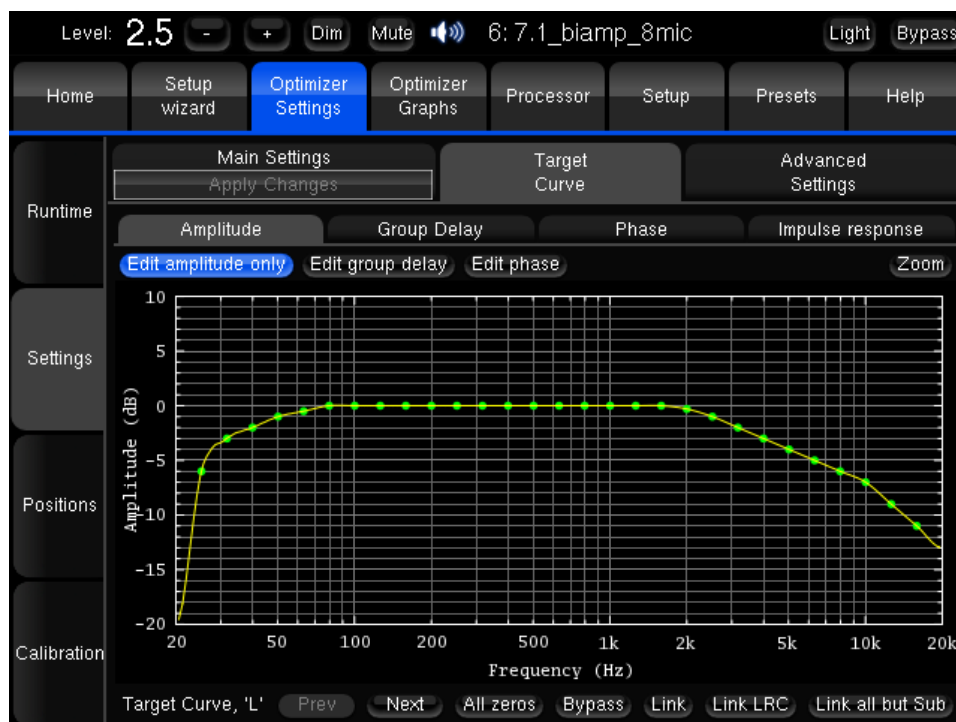 Level: 2.5 - + Dim Mute 6: 7.1_biamp_8mic Light Bypass
Home Setup wizard Optimizer Settings Optimizer Graphs Processor Setup Presets Help
Runtime
Settings
Positions
Calibration
Main Settings
Apply Changes
Target Curve
Advanced Settings
Amplitude Group Delay Phase Impulse response
Edit amplitude only Edit group delay Edit phase Zoom
Amplitude (dB)
10
5
0
-5
-10
-15
-20
20 50 100 200 500 1k 2k 5k 10k 20k
Frequency (Hz)
Target Curve, 'L' Prev Next All zeros Bypass Link Link LRC Link all but Sub